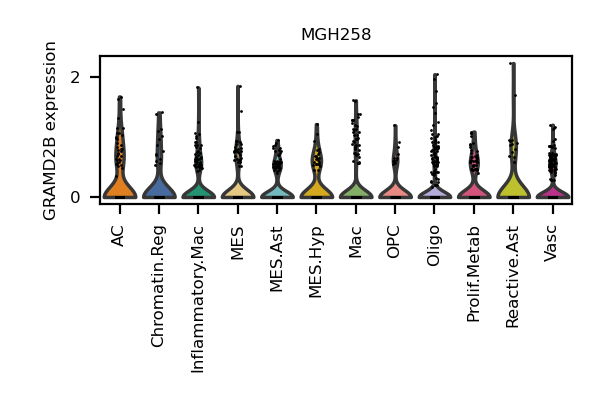 MGH258
GRAMD2B expression
2
0
AC
Chromatin.Reg
Inflammatory.Mac
MES
MES.Ast
MES.Hyp
Mac
OPC
Oligo
Prolif.Metab
Reactive.Ast
Vasc